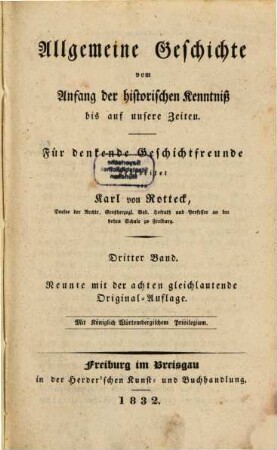 Allgemeine Geschichte
vom
Anfang der historischen Kenntniß
bis auf unsere Zeiten.
Für denkende Geschichtfreunde
Karl von Rotteck,
Doctor der Rechte, Großherzogl. Bad. Hofrath und Professor an der
hohen Schule zu Freiburg.
Dritter Band.
Neunte mit der achten gleichlautende
Original-Auflage.
Mit Königlich Würtembergischem Privilegium.
Freiburg im Breisgau
in der Herder'schen Kunst- und Buchhandlung.
1832.